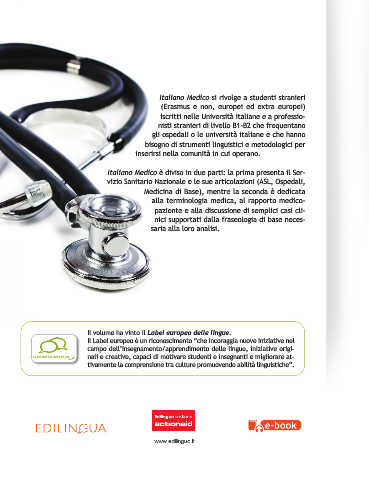 Italiano Medico si rivolge a studenti stranieri
(Erasmus e non, europei ed extra europei)
iscritti nelle Università italiane e a professio-
nisti stranieri di livello B1-B2 che frequentano
gli ospedali o le università italiane e che hanno
bisogno di strumenti linguistici e metodologici per
inserirsi nella comunità in cui operano.
Italiano Medico è diviso in due parti: la prima presenta il Ser-
vizio Sanitario Nazionale e le sue articolazioni (ASL, Ospedali,
Medicina di Base), mentre la seconda è dedicata
alla terminologia medica, al rapporto medico-
paziente e alla discussione di semplici casi cli-
nici supportati dalla fraseologia di base neces-
saria alla loro analisi.
Il volume ha vinto il Label europeo delle lingue.
Il Label europeo è un riconoscimento "che incoraggia nuove iniziative nel
campo dell'insegnamento/apprendimento delle lingue, iniziative origi-
nali e creative, capaci di motivare studenti e insegnanti e migliorare at-
tivamente la comprensione tra culture promuovendo abilità linguistiche".
EDILINGUA
Edilingua sostiene
actionaid
www.edilingua.it
e-book